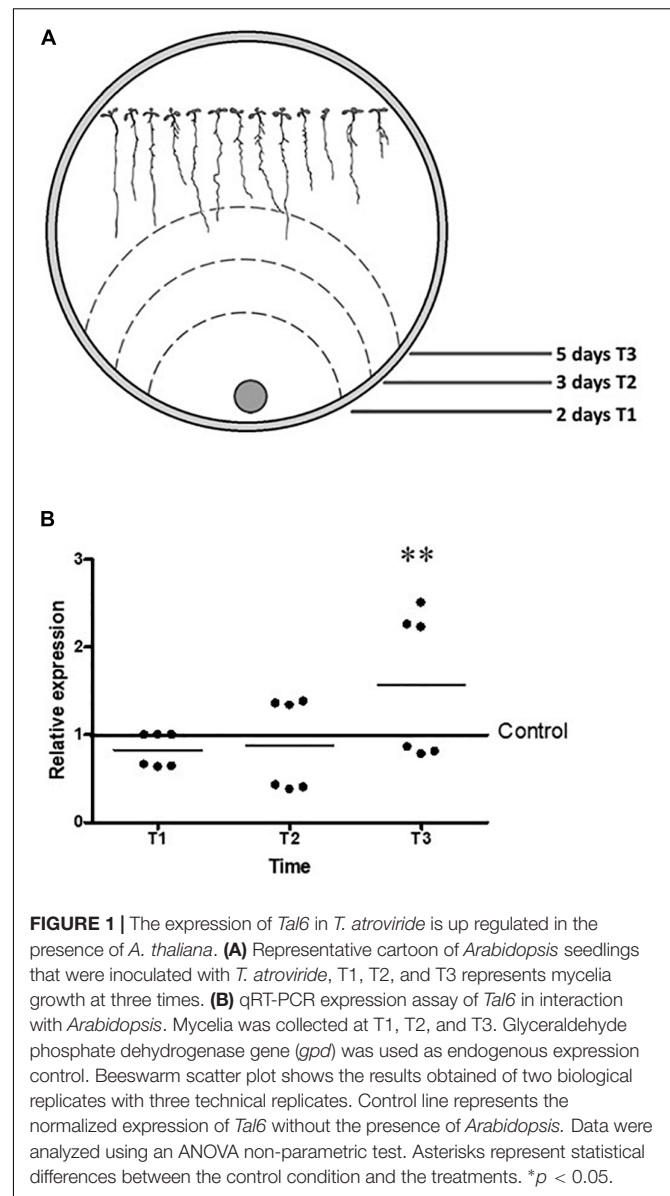 A
5 days T3
3 days T2
2 days T1
B
**
3
2
1
0
Relative expression
Control
T1 T2 T3
Time
FIGURE 1 | The expression of Tal6 in T. atroviride is up regulated in the
presence of A. thaliana. (A) Representative cartoon of Arabidopsis seedlings
that were inoculated with T. atroviride, T1, T2, and T3 represents mycelia
growth at three times. (B) qRT-PCR expression assay of Tal6 in interaction
with Arabidopsis. Mycelia was collected at T1, T2, and T3. Glyceraldehyde
phosphate dehydrogenase gene (gpd) was used as endogenous expression
control. Beeswarm scatter plot shows the results obtained of two biological
replicates with three technical replicates. Control line represents the
normalized expression of Tal6 without the presence of Arabidopsis. Data were
analyzed using an ANOVA non-parametric test. Asterisks represent statistical
differences between the control condition and the treatments. *p < 0.05.